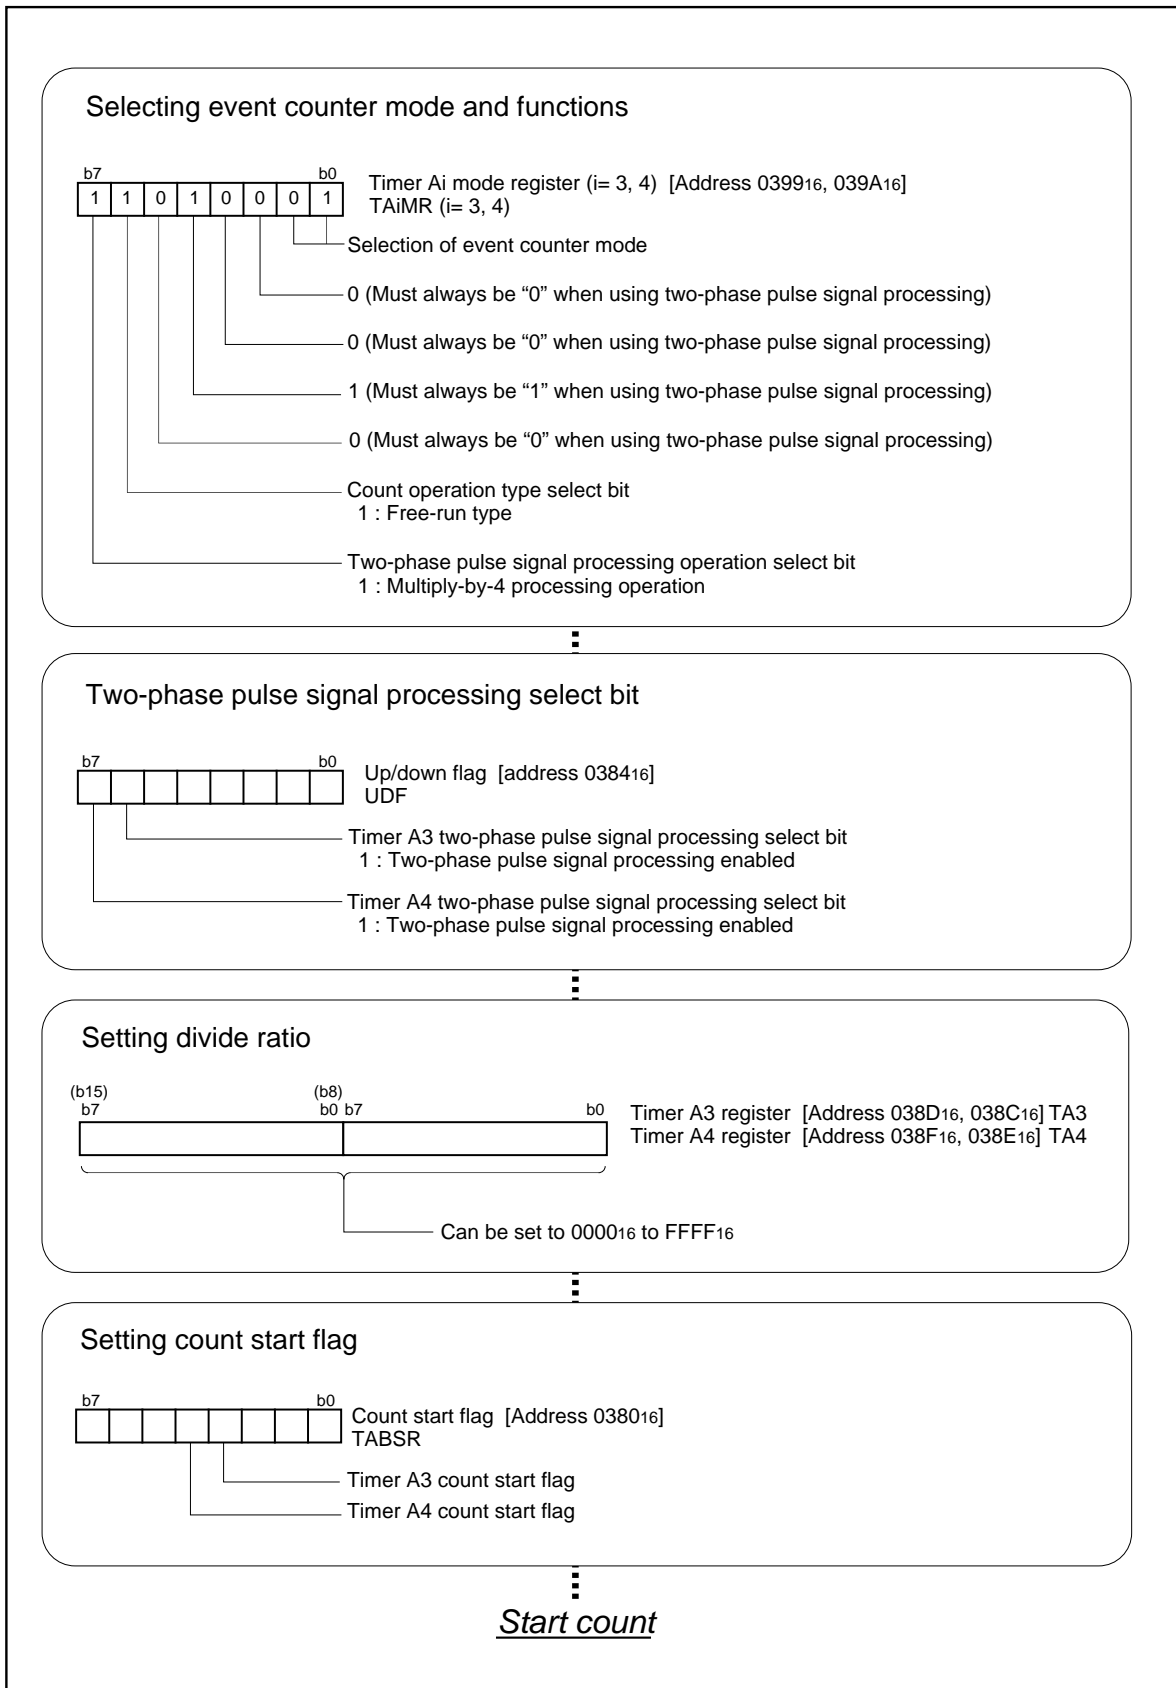 Selecting event counter mode and functions
b7 b0
1 1 0 1 0 0 0 1
Timer Ai mode register (i= 3, 4) [Address 039916, 039A16]
TAiMR (i= 3, 4)
Selection of event counter mode
0 (Must always be “0” when using two-phase pulse signal processing)
0 (Must always be “0” when using two-phase pulse signal processing)
1 (Must always be “1” when using two-phase pulse signal processing)
0 (Must always be “0” when using two-phase pulse signal processing)
Count operation type select bit
1 : Free-run type
Two-phase pulse signal processing operation select bit
1 : Multiply-by-4 processing operation
Two-phase pulse signal processing select bit
b7 b0
Up/down flag [address 038416]
UDF
Timer A3 two-phase pulse signal processing select bit
1 : Two-phase pulse signal processing enabled
Timer A4 two-phase pulse signal processing select bit
1 : Two-phase pulse signal processing enabled
Setting divide ratio
(b15) (b8)
b7 b0 b7 b0
Timer A3 register [Address 038D16, 038C16] TA3
Timer A4 register [Address 038F16, 038E16] TA4
Can be set to 000016 to FFFF16
Setting count start flag
b7 b0
Count start flag [Address 038016]
TABSR
Timer A3 count start flag
Timer A4 count start flag
Start count